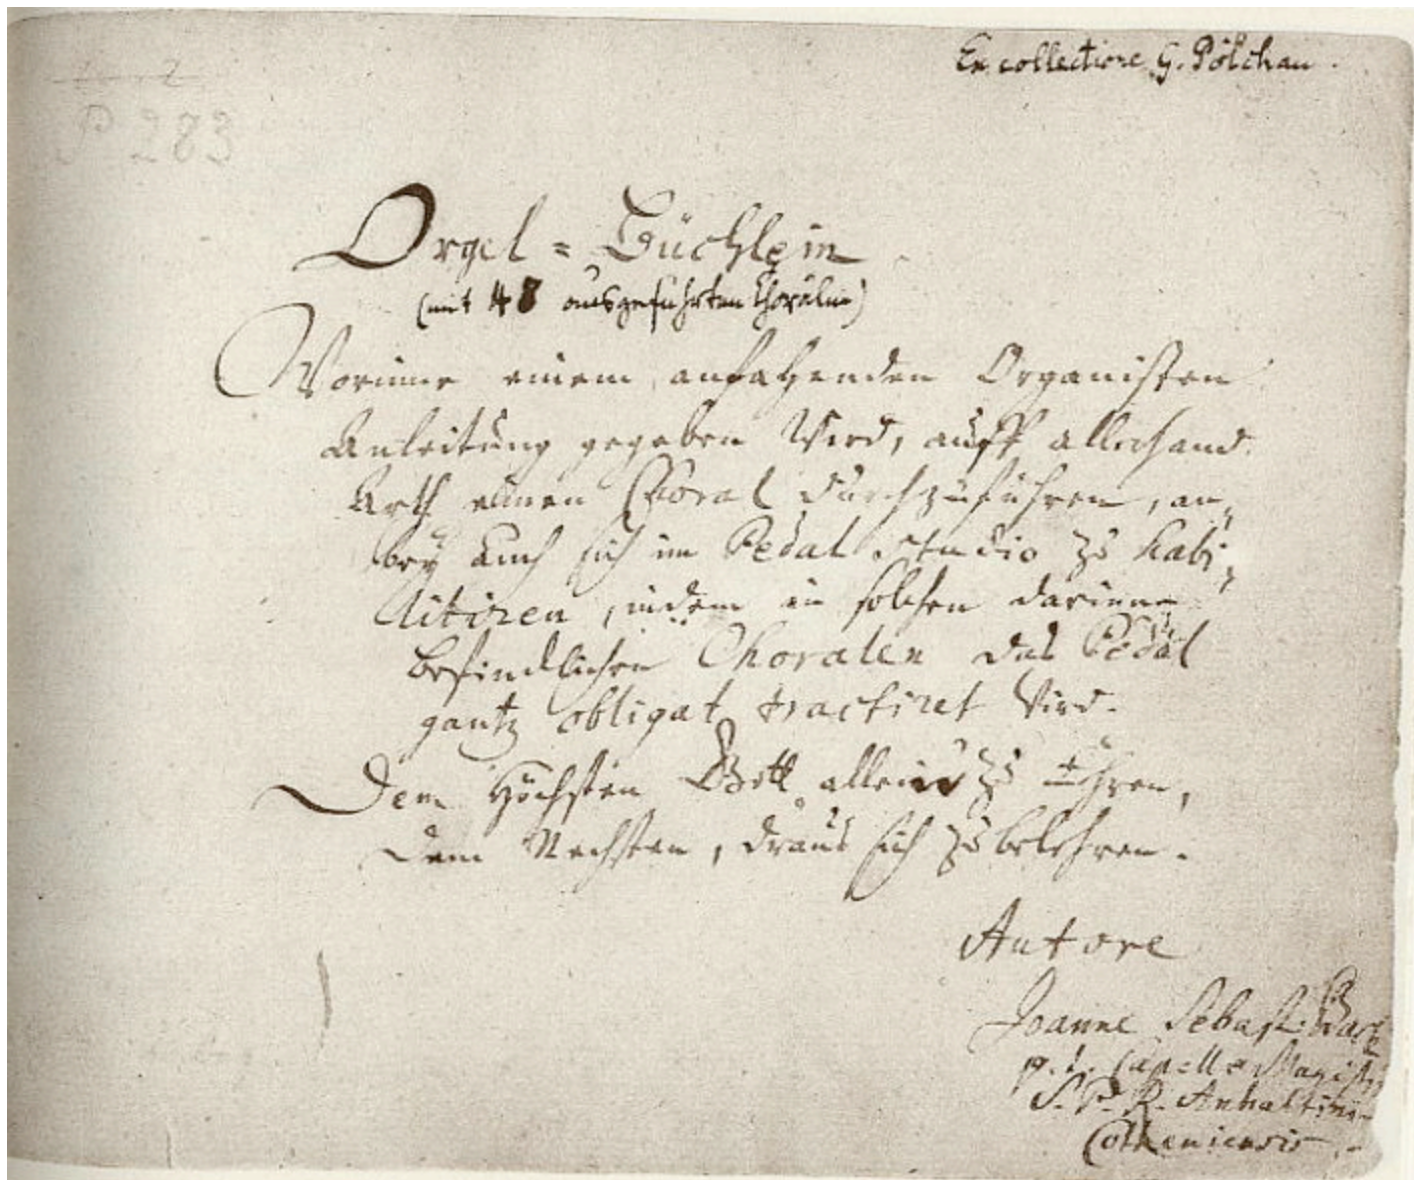 Ex collectione G. Pölchau.
P 283
Orgel = Büchlein
(mit 48 ausgeführten Chorälen)
Worinne einem anfahenden Organisten
Anleitung gegeben wird, auff allerhand
Arth einen Choral durchzuführen, an-
bey auch sich im Pedal studio zu habi-
litiren, indem in solchen darinne
befindlichen Choralen das Pedal
gantz obligat tractiret wird.
Dem Höchsten Gott allein zu Ehren,
Dem Nechsten, draus sich zu belehren.
Autore
Joanne Sebast. Bach
p. t. Capellæ Magistri
S. P. R. Anhaltini-
Cotheniensis.